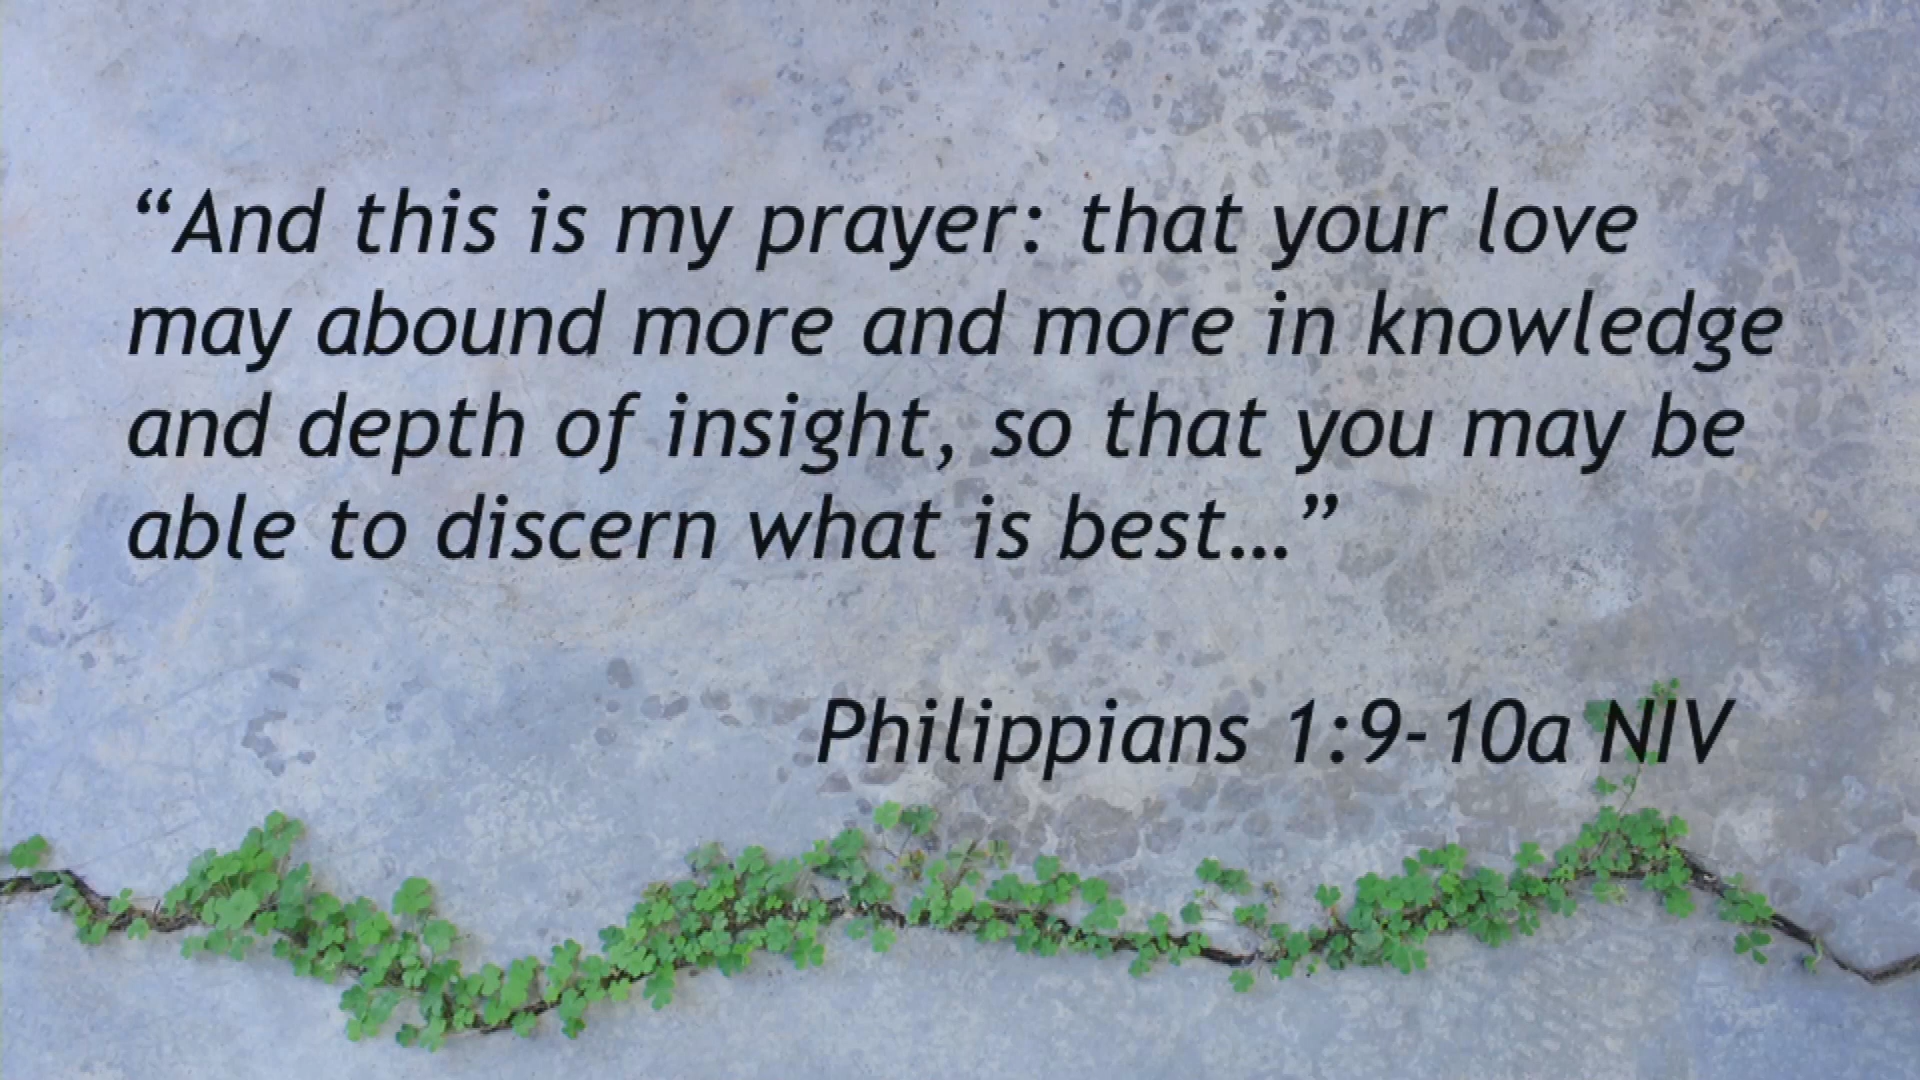 “And this is my prayer: that your love
may abound more and more in knowledge
and depth of insight, so that you may be
able to discern what is best…”
Philippians 1:9-10a NIV